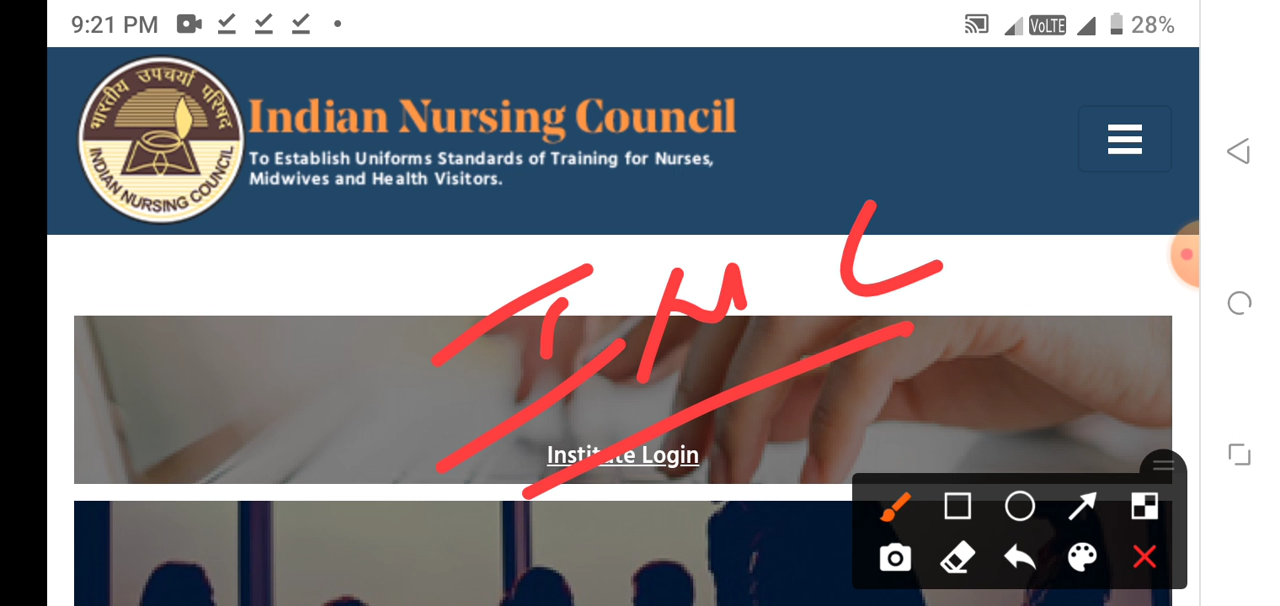 9:21 PM VoLTE 28%
भारतीय उपचर्या परिषद
INDIAN NURSING COUNCIL
Indian Nursing Council
To Establish Uniforms Standards of Training for Nurses,
Midwives and Health Visitors.
INC
Institute Login